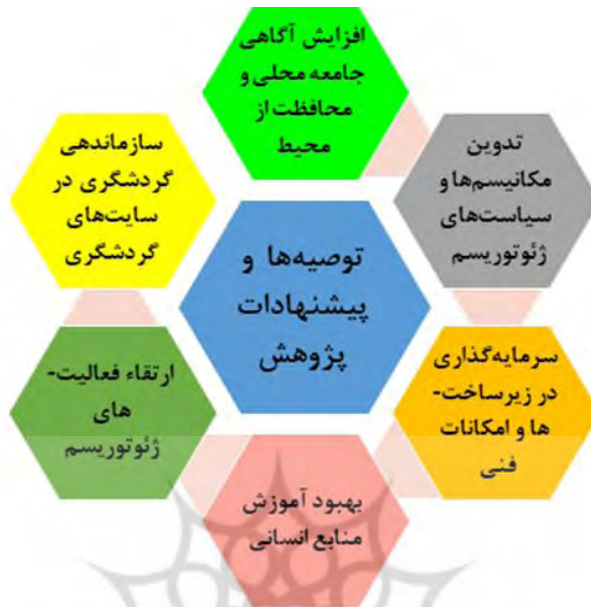 افزایش آگاهی
جامعه محلی و
محافظت از
محیط
تدوین
مکانیسم‌ها و
سیاست‌های
ژئوتوریسم
سرمایه‌گذاری
در زیرساخت-
ها و امکانات
فنی
بهبود آموزش
منابع انسانی
ارتقاء فعالیت-
های
ژئوتوریسم
سازماندهی
گردشگری در
سایت‌های
گردشگری
توصیه‌ها و
پیشنهادات
پژوهش